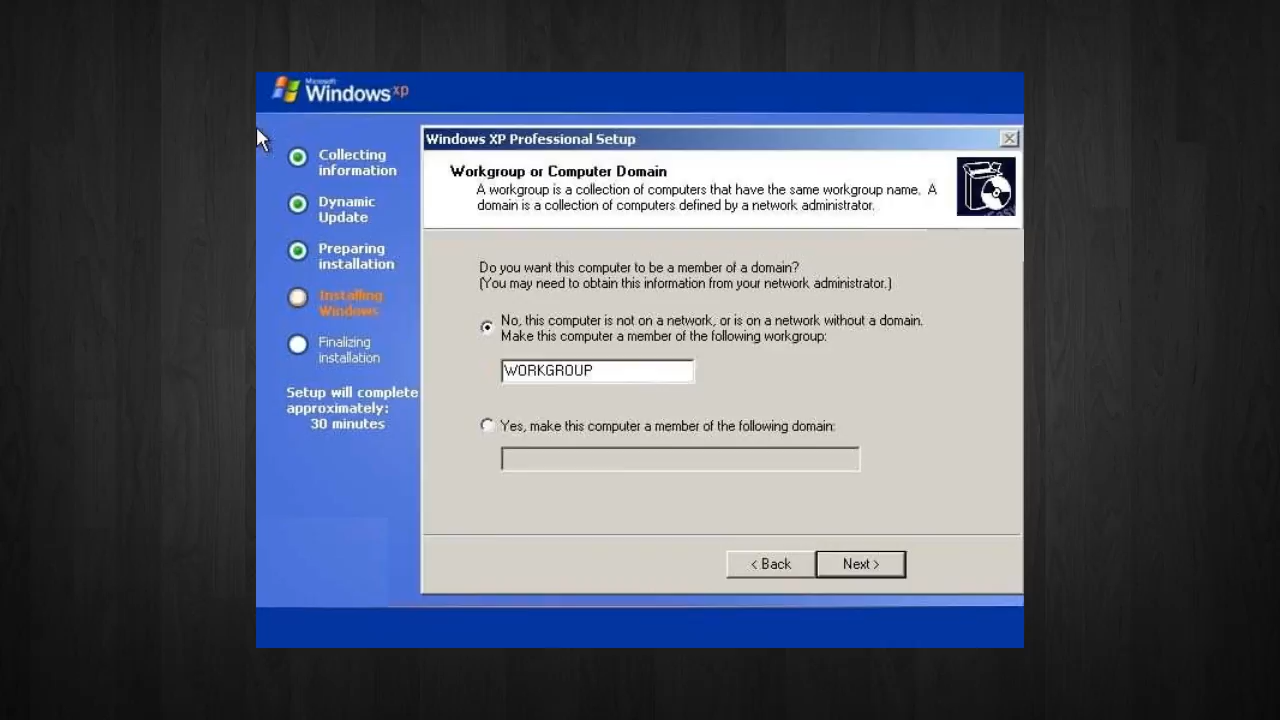 Microsoft
Windows xp
Collecting
information
Dynamic
Update
Preparing
installation
Installing
Windows
Finalizing
installation
Setup will complete
approximately:
30 minutes
Windows XP Professional Setup
Workgroup or Computer Domain
A workgroup is a collection of computers that have the same workgroup name. A
domain is a collection of computers defined by a network administrator.
Do you want this computer to be a member of a domain?
(You may need to obtain this information from your network administrator.)
No, this computer is not on a network, or is on a network without a domain.
Make this computer a member of the following workgroup:
WORKGROUP
Yes, make this computer a member of the following domain:
< Back
Next >